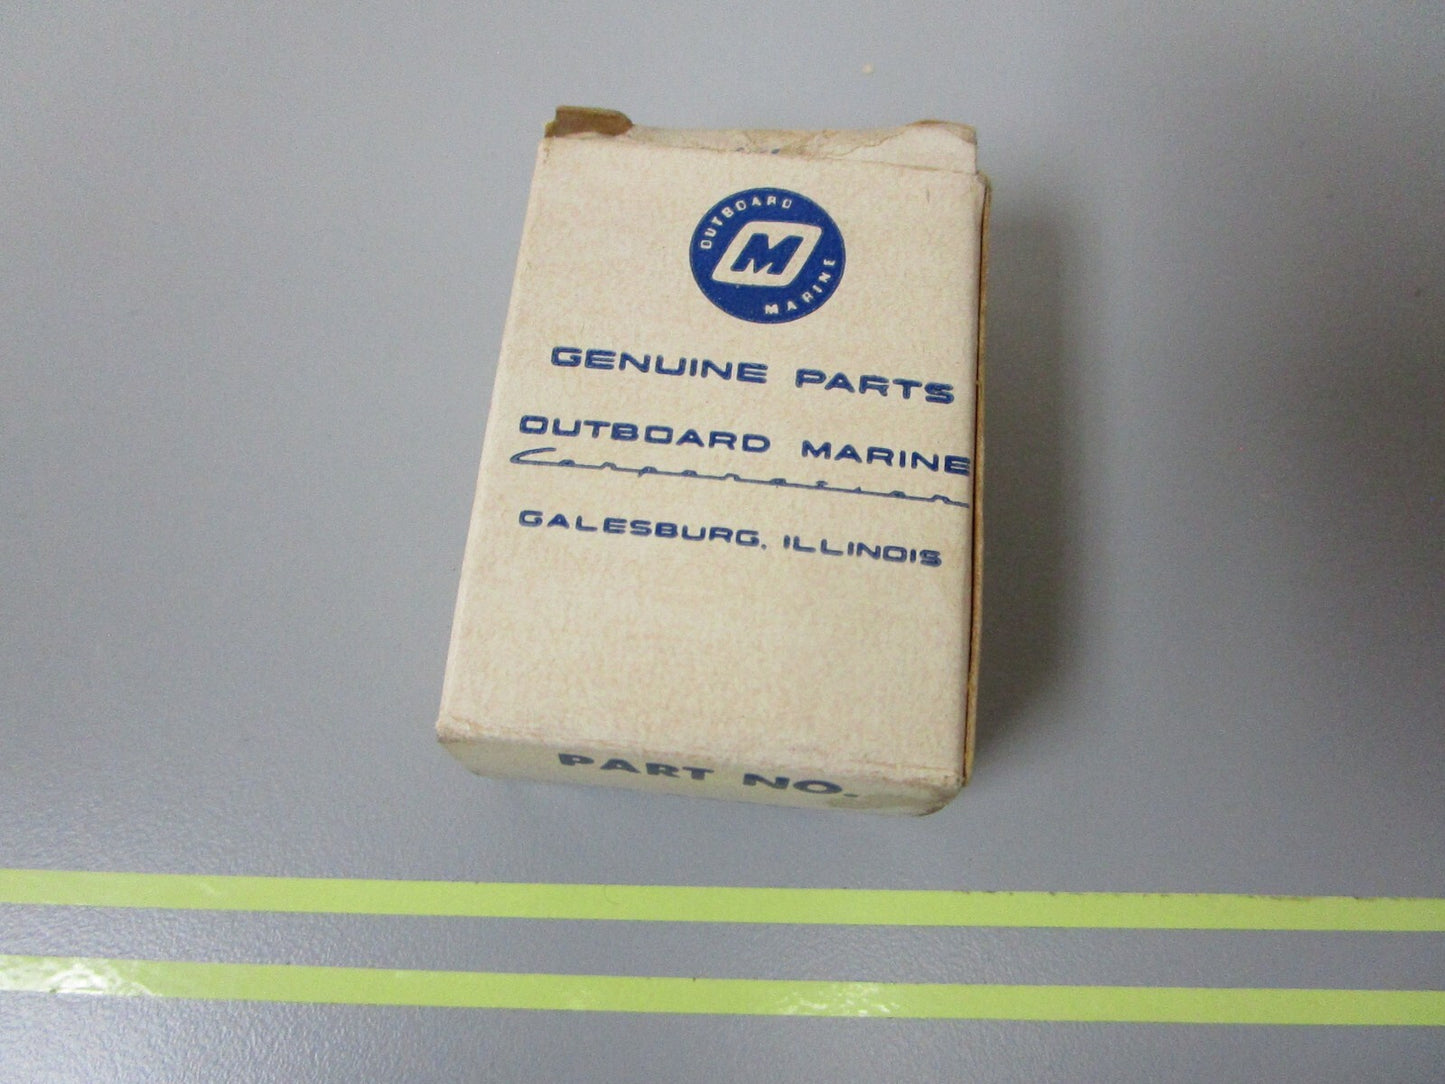 OUTBOARD
M
MARINE
GENUINE PARTS
OUTBOARD MARINE
Corporation
GALESBURG, ILLINOIS
PART NO.